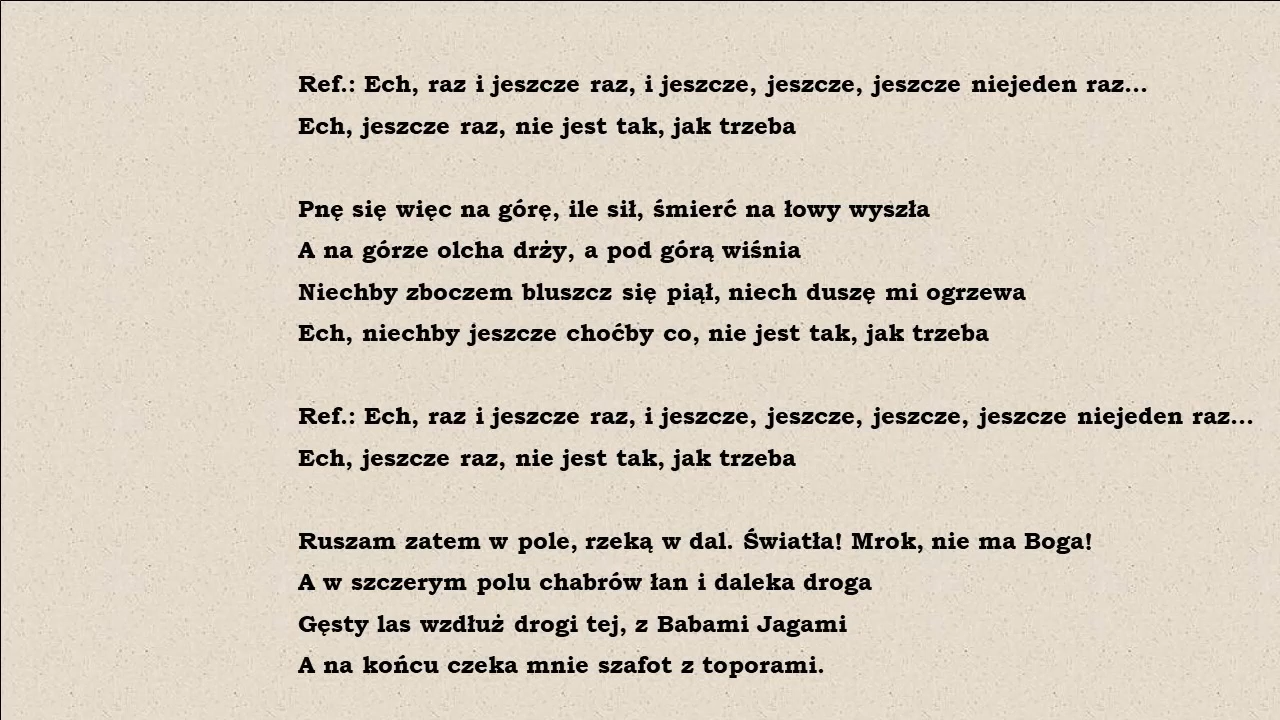 Ref.: Ech, raz i jeszcze raz, i jeszcze, jeszcze, jeszcze niejeden raz...
Ech, jeszcze raz, nie jest tak, jak trzeba
Pnę się więc na górę, ile sił, śmierć na łowy wyszła
A na górze olcha drży, a pod górą wiśnia
Niechby zboczem bluszcz się piął, niech duszę mi ogrzewa
Ech, niechby jeszcze choćby co, nie jest tak, jak trzeba
Ref.: Ech, raz i jeszcze raz, i jeszcze, jeszcze, jeszcze, jeszcze niejeden raz...
Ech, jeszcze raz, nie jest tak, jak trzeba
Ruszam zatem w pole, rzeką w dal. Światła! Mrok, nie ma Boga!
A w szczerym polu chabrów łan i daleka droga
Gęsty las wzdłuż drogi tej, z Babami Jagami
A na końcu czeka mnie szafot z toporami.